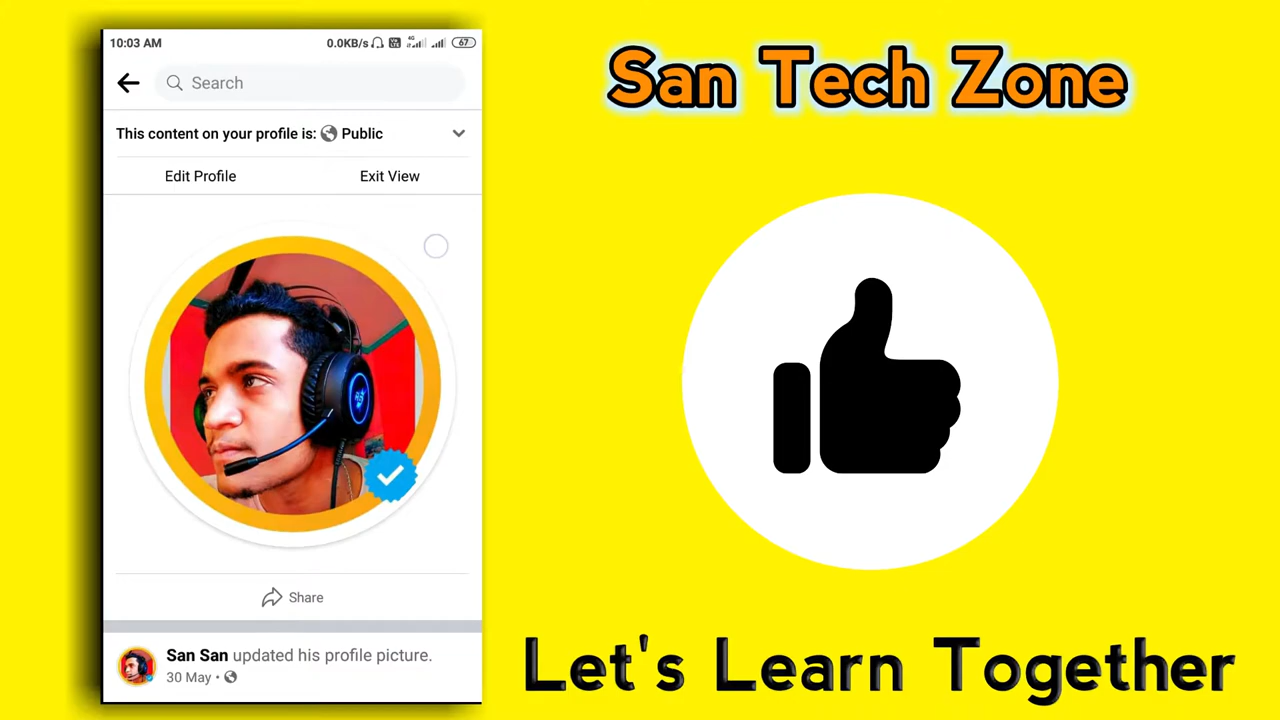 10:03 AM 0.0KB/s 4G 67
Search
This content on your profile is: Public
Edit Profile Exit View
Share
San San updated his profile picture.
30 May •
San Tech Zone
Let's Learn Together